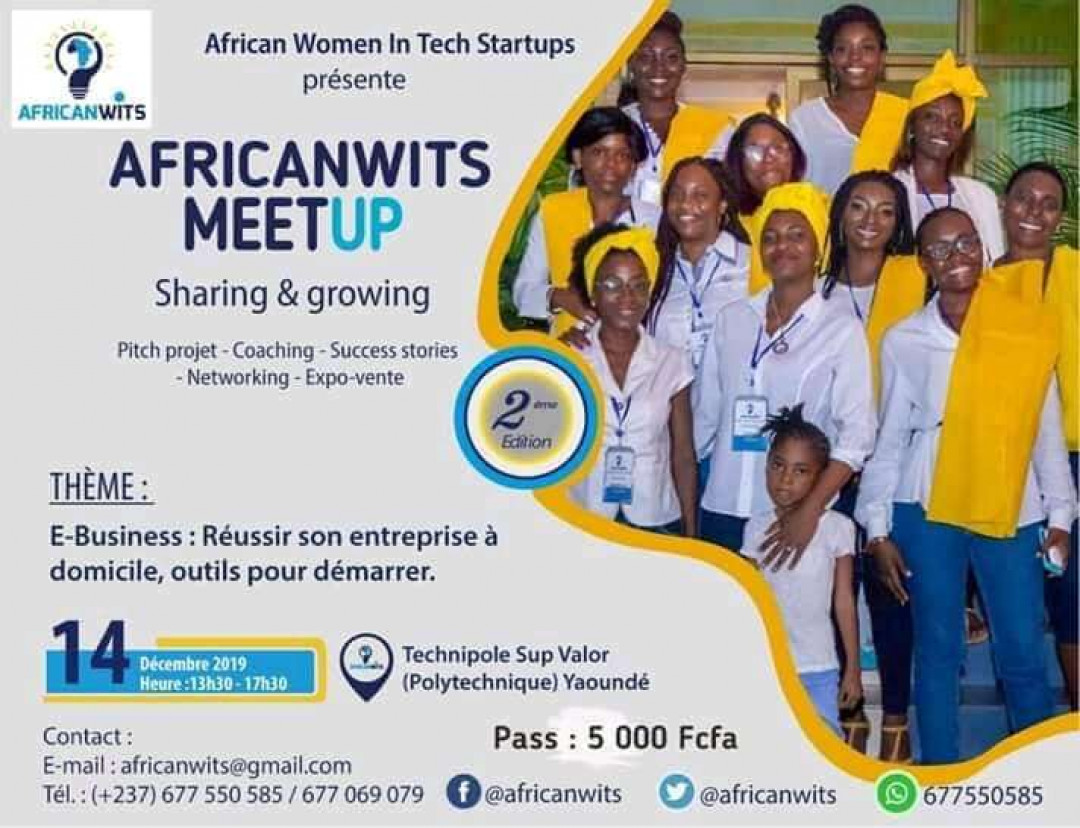 AFRICANWITS
African Women In Tech Startups
présente
AFRICANWITS
MEETUP
Sharing & growing
Pitch projet - Coaching - Success stories
- Networking - Expo-vente
2ème
Edition
THÈME :
E-Business : Réussir son entreprise à
domicile, outils pour démarrer.
14
Décembre 2019
Heure :13h30 - 17h30
Technipole Sup Valor
(Polytechnique) Yaoundé
Pass : 5 000 Fcfa
Contact :
E-mail : africanwits@gmail.com
Tél. : (+237) 677 550 585 / 677 069 079
@africanwits
@africanwits
677550585